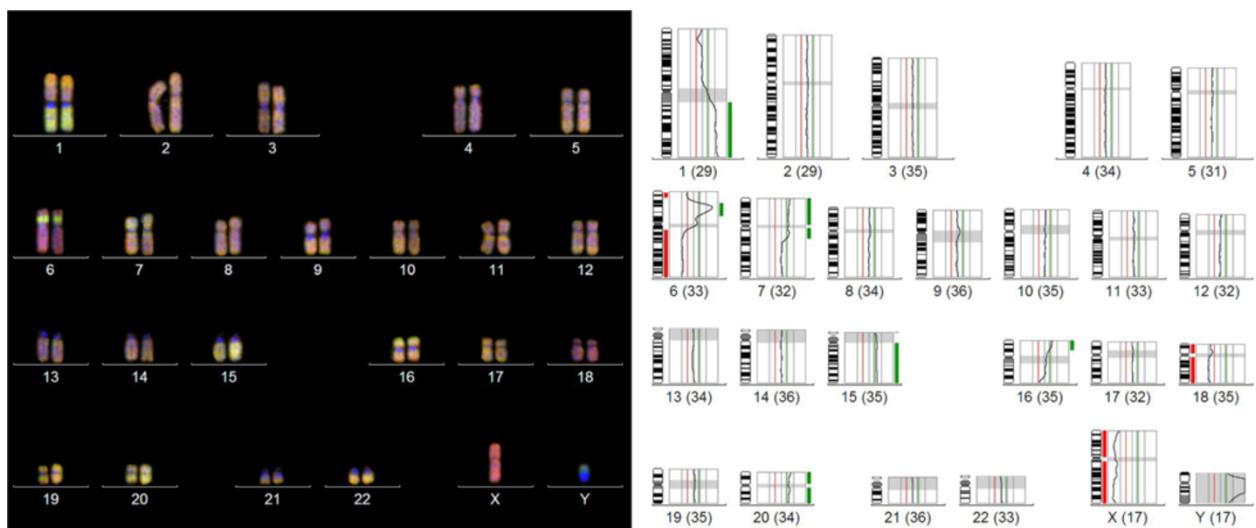 1 2 3 4 5
6 7 8 9 10 11 12
13 14 15 16 17 18
19 20 21 22 X Y
1 (29) 2 (29) 3 (35) 4 (34) 5 (31)
6 (33) 7 (32) 8 (34) 9 (36) 10 (35) 11 (33) 12 (32)
13 (34) 14 (36) 15 (35) 16 (35) 17 (32) 18 (35)
19 (35) 20 (34) 21 (36) 22 (33) X (17) Y (17)